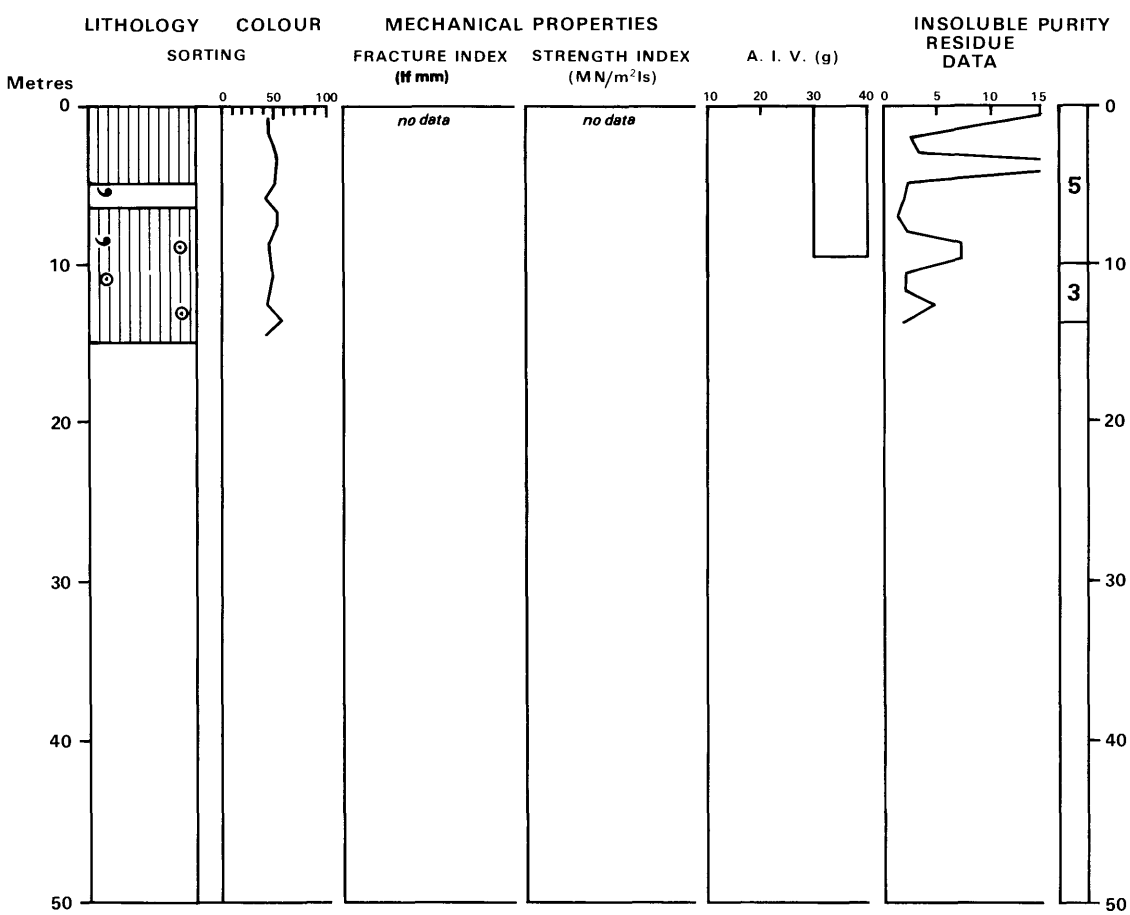 LITHOLOGY COLOUR MECHANICAL PROPERTIES INSOLUBLE PURITY
SORTING FRACTURE INDEX STRENGTH INDEX A. I. V. (g) RESIDUE
Metres (If mm) (MN/m²Is) DATA
0 50 100 10 20 30 40 0 5 10 15
0 no data no data 0
5
10 10
3
20 20
30 30
40 40
50 50